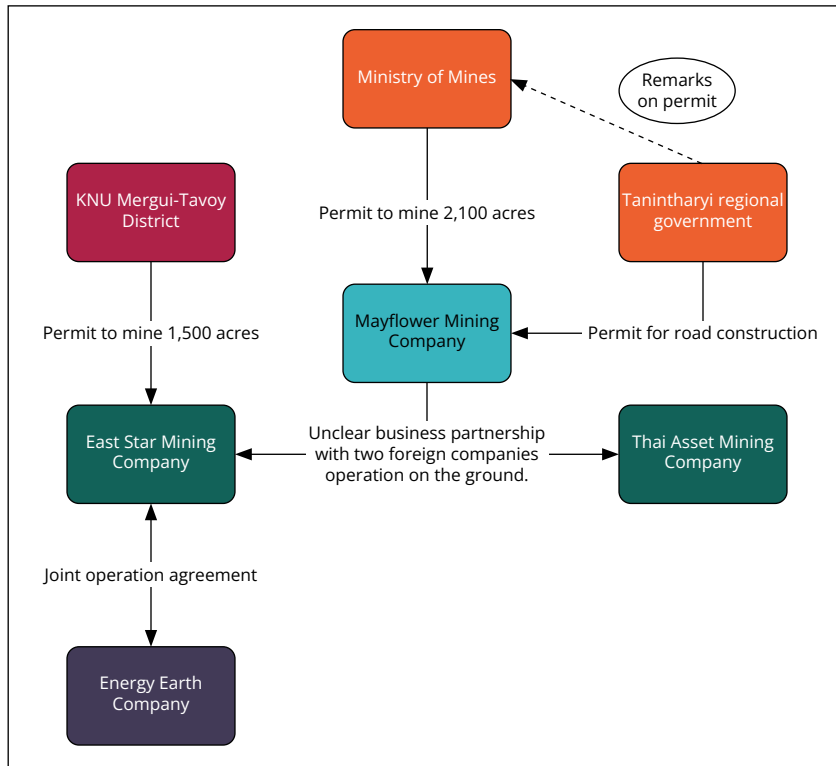 Ministry of Mines
Remarks
on permit
KNU Mergui-Tavoy
District
Tanintharyi regional
government
Permit to mine 2,100 acres
Permit to mine 1,500 acres
Mayflower Mining
Company
Permit for road construction
East Star Mining
Company
Unclear business partnership
with two foreign companies
operation on the ground.
Thai Asset Mining
Company
Joint operation agreement
Energy Earth
Company